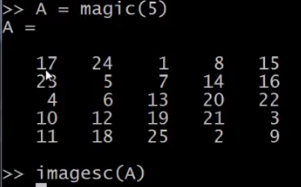 >> A = magic(5)
A =
17 24 1 8 15
23 5 7 14 16
4 6 13 20 22
10 12 19 21 3
11 18 25 2 9
>> imagesc(A)